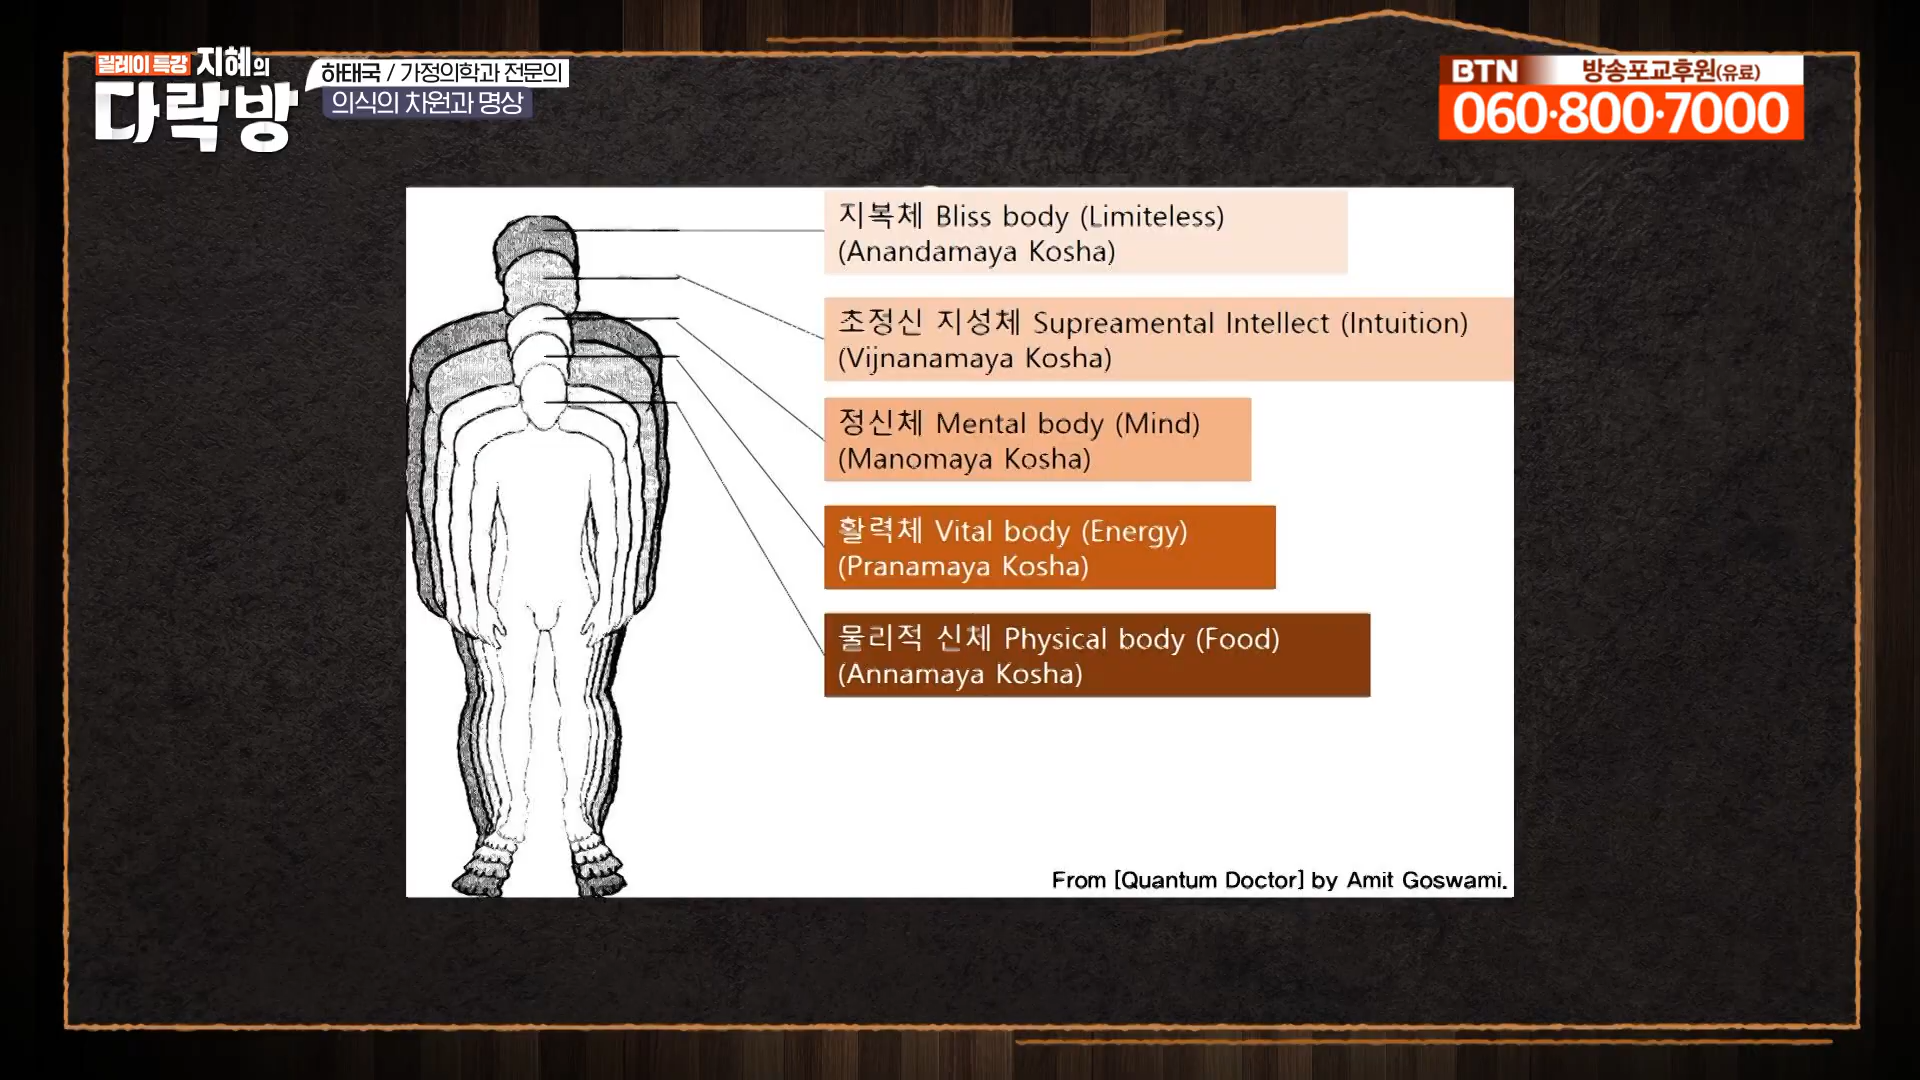 릴레이 특강 지혜의
다락방
하태국 / 가정의학과 전문의
의식의 차원과 명상
BTN 방송포교후원(유료)
060·800·7000
지복체 Bliss body (Limiteless)
(Anandamaya Kosha)
초정신 지성체 Supreamental Intellect (Intuition)
(Vijnanamaya Kosha)
정신체 Mental body (Mind)
(Manomaya Kosha)
활력체 Vital body (Energy)
(Pranamaya Kosha)
물리적 신체 Physical body (Food)
(Annamaya Kosha)
From [Quantum Doctor] by Amit Goswami.